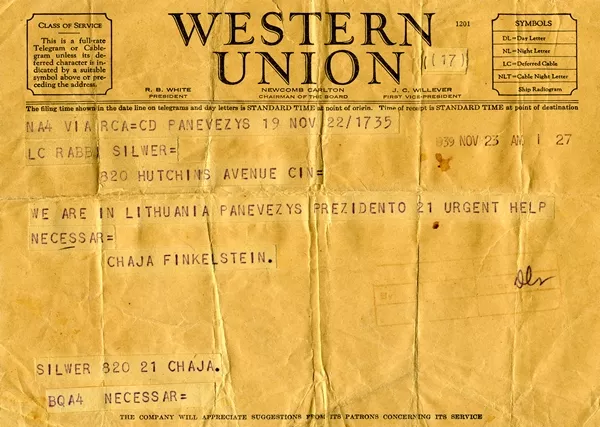 CLASS OF SERVICE
This is a full-rate
Telegram or Cable-
gram unless its de-
ferred character is in-
dicated by a suitable
symbol above or pre-
ceding the address.
WESTERN
UNION
1201
((17)
SYMBOLS
DL = Day Letter
NL = Night Letter
LC = Deferred Cable
NLT = Cable Night Letter
Ship Radiogram
R. B. WHITE
PRESIDENT
NEWCOMB CARLTON
CHAIRMAN OF THE BOARD
J. C. WILLEVER
FIRST VICE-PRESIDENT
The filing time shown in the date line on telegrams and day letters is STANDARD TIME at point of origin. Time of receipt is STANDARD TIME at point of destination
NA4 VIA RCA=CD PANEVEZYS 19 NOV 22/1735
LC RABBI SILWER=
939 NOV 23 AM 1 27
820 HUTCHINS AVENUE CIN=
WE ARE IN LITHUANIA PANEVEZYS PREZIDENTO 21 URGENT HELP
NECESSAR=
CHAJA FINKELSTEIN.
SILWER 820 21 CHAJA.
BQA4 NECESSAR=
THE COMPANY WILL APPRECIATE SUGGESTIONS FROM ITS PATRONS CONCERNING ITS SERVICE